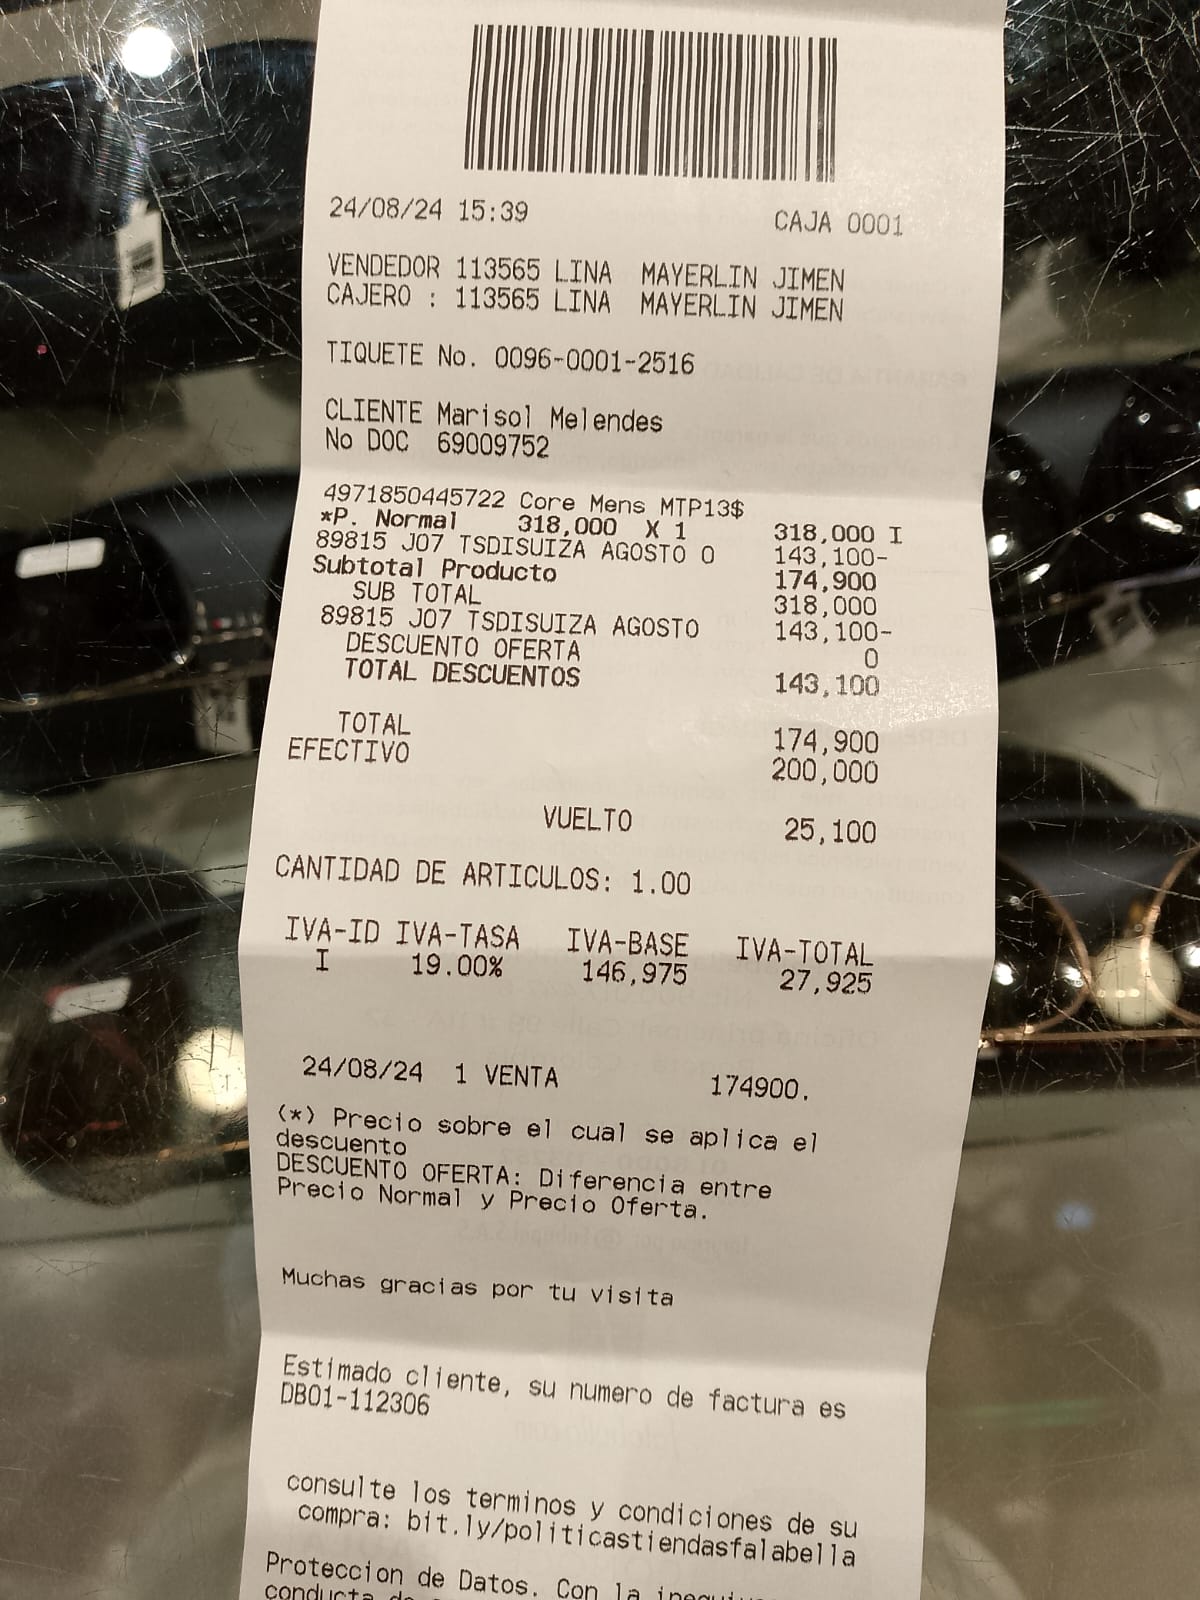 24/08/24 15:39 CAJA 0001
VENDEDOR 113565 LINA MAYERLIN JIMEN
CAJERO : 113565 LINA MAYERLIN JIMEN
TIQUETE No. 0096-0001-2516
CLIENTE Marisol Melendes
No DOC 69009752
4971850445722 Core Mens MTP13$
*P. Normal 318,000 X 1 318,000 I
89815 J07 TSDISUIZA AGOSTO 0 143,100-
Subtotal Producto 174,900
SUB TOTAL 318,000
89815 J07 TSDISUIZA AGOSTO 143,100-
DESCUENTO OFERTA 0
TOTAL DESCUENTOS 143,100
TOTAL 174,900
EFECTIVO 200,000
VUELTO 25,100
CANTIDAD DE ARTICULOS: 1.00
IVA-ID IVA-TASA IVA-BASE IVA-TOTAL
I 19.00% 146,975 27,925
24/08/24 1 VENTA 174900.
(*) Precio sobre el cual se aplica el
descuento
DESCUENTO OFERTA: Diferencia entre
Precio Normal y Precio Oferta.
Muchas gracias por tu visita
Estimado cliente, su numero de factura es
DB01-112306
consulte los terminos y condiciones de su
compra: bit.ly/politicastiendasfalabella
Proteccion de Datos. Con la
conducta